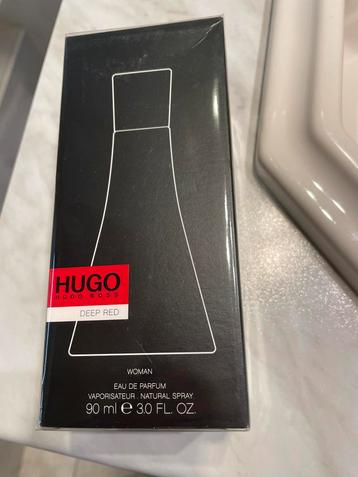 HUGO
HUGO BOSS
DEEP RED
WOMAN
EAU DE PARFUM
VAPORISATEUR . NATURAL SPRAY
90 ml e 3.0 FL. OZ.